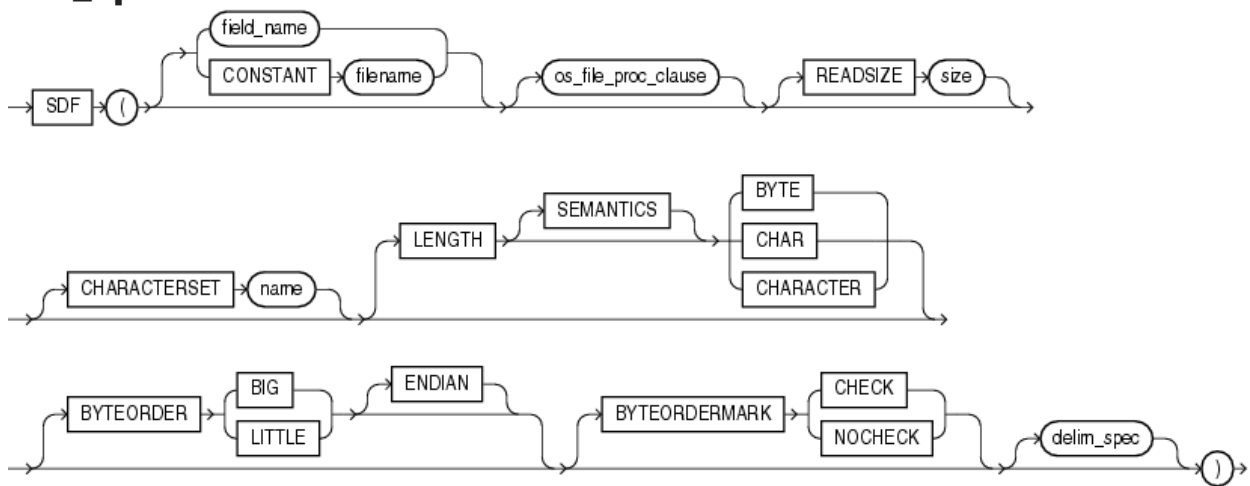 field_name
CONSTANT filename os_file_proc_clause READSIZE size
SDF (
SEMANTICS BYTE
LENGTH CHAR
CHARACTERSET name CHARACTER
BIG ENDIAN CHECK
BYTEORDER BYTEORDERMARK
LITTLE NOCHECK delim_spec
)